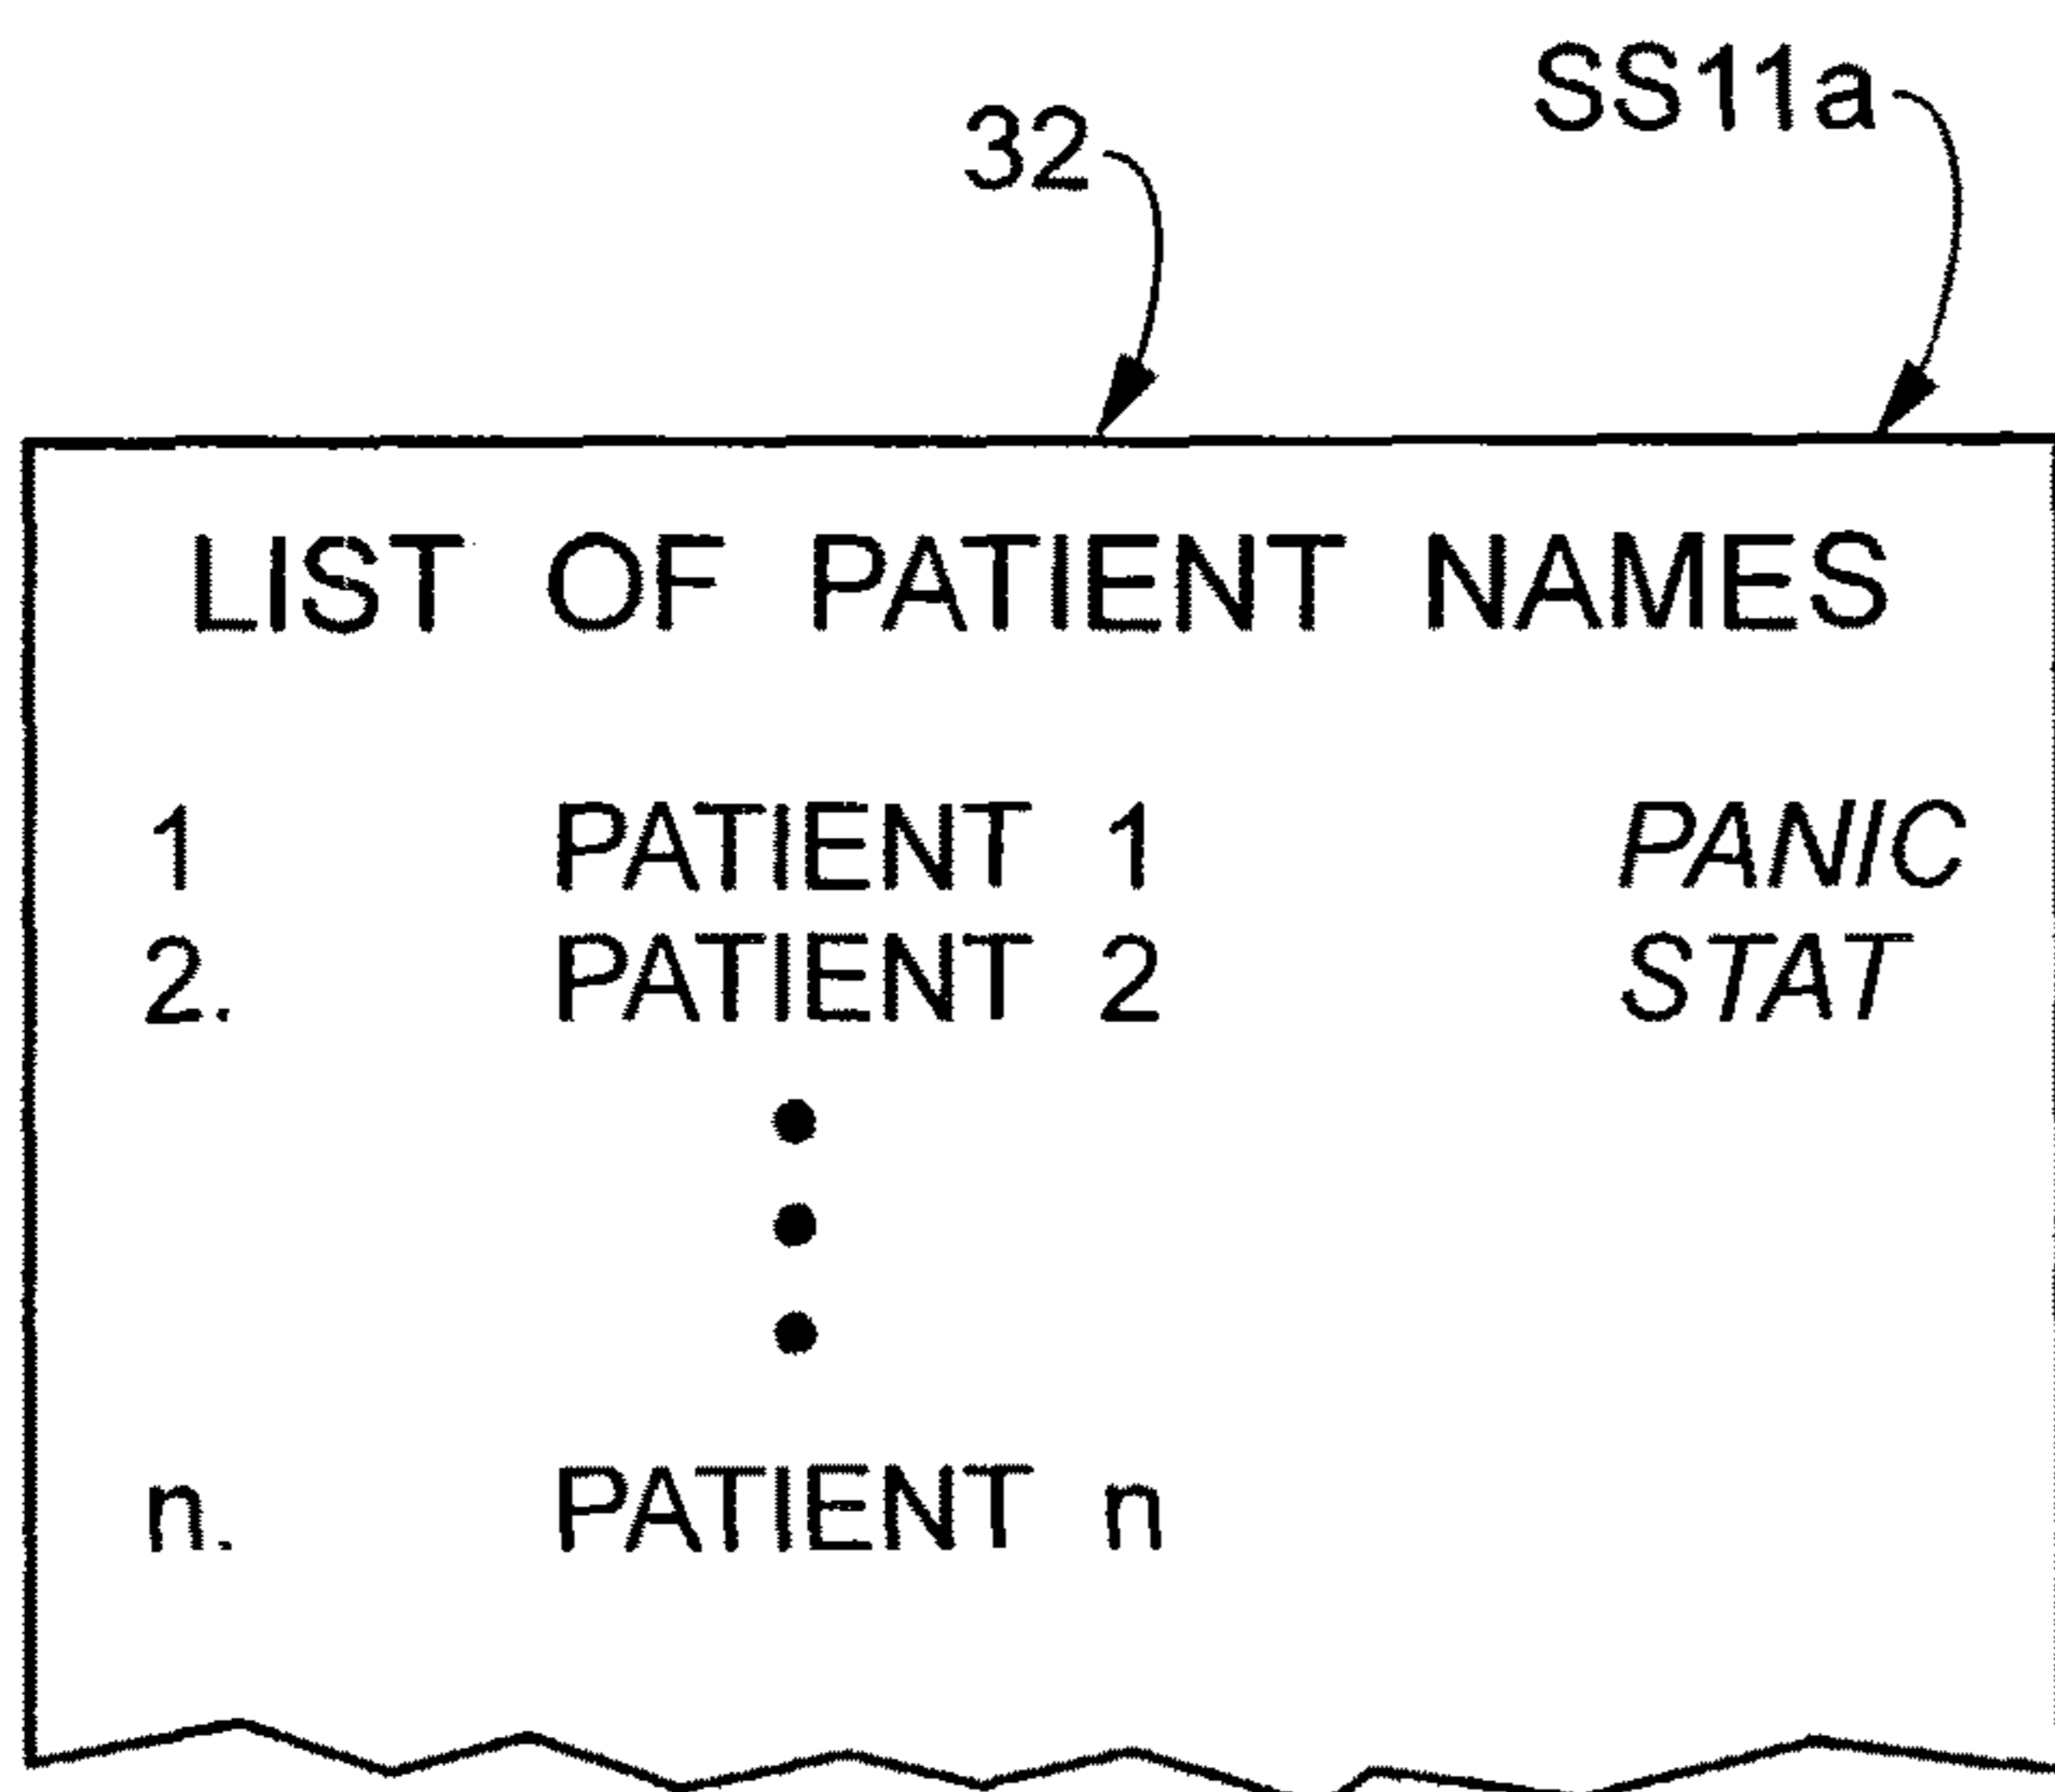 SS11a
32
LIST OF PATIENT NAMES
1 PATIENT 1 PANIC
2. PATIENT 2 STAT
n. PATIENT n